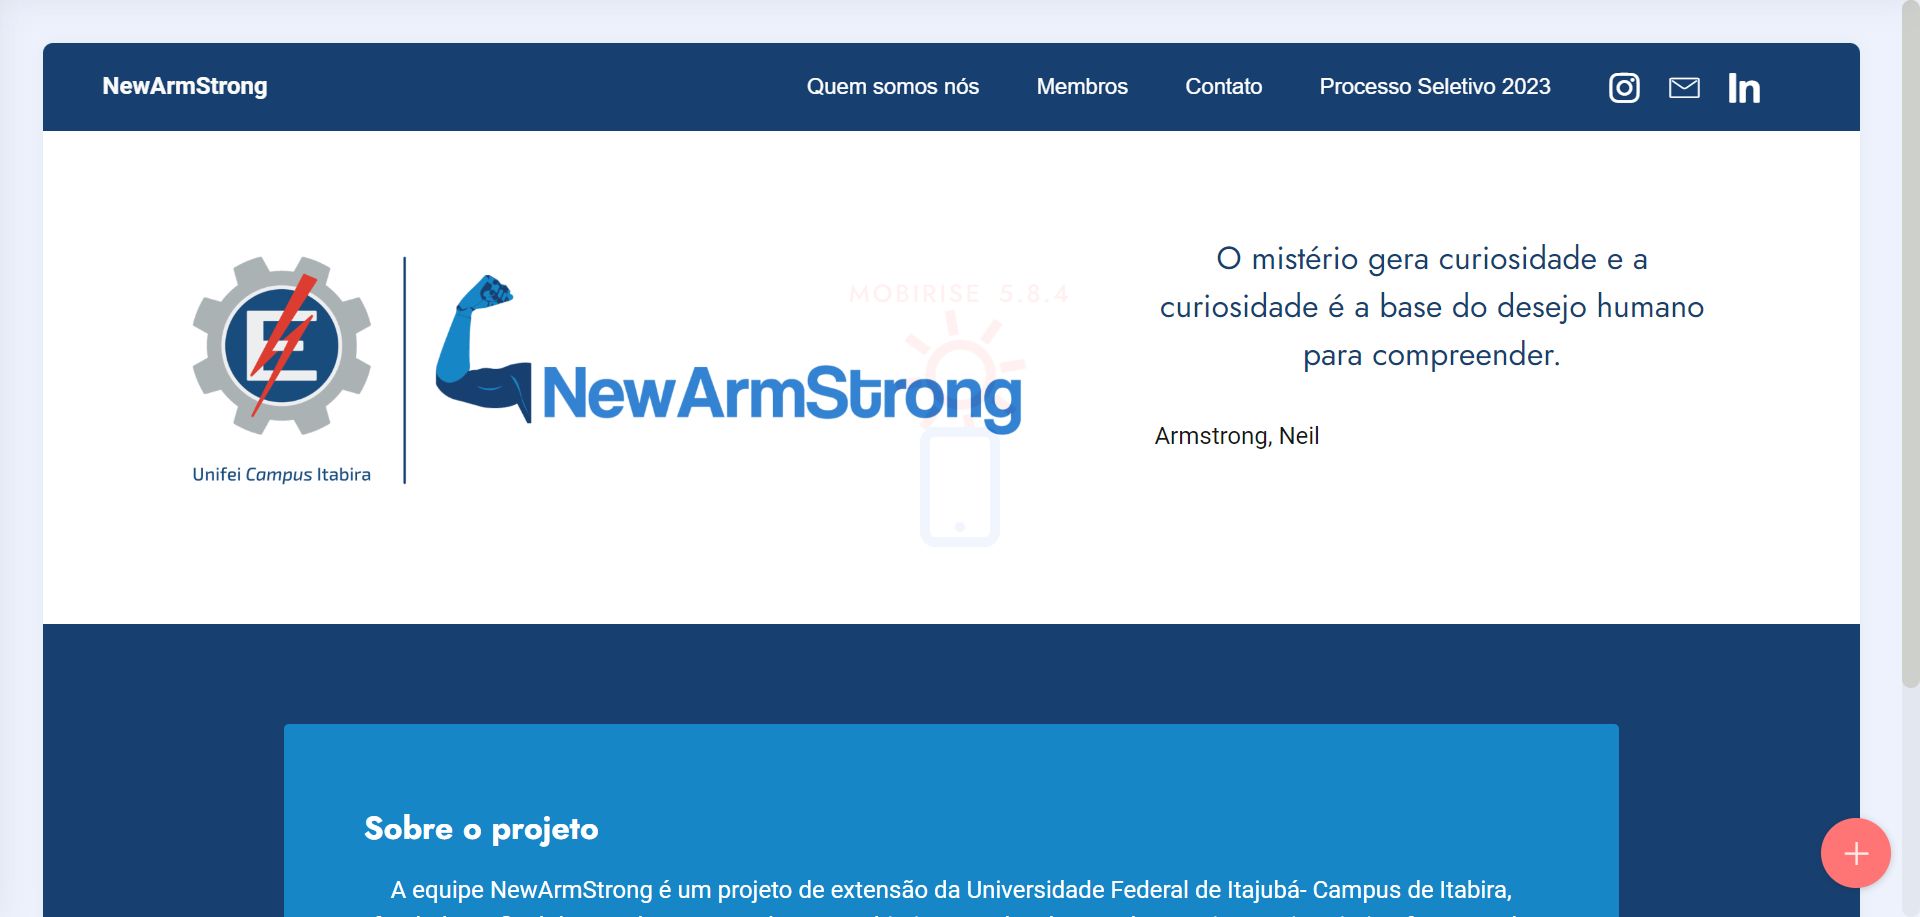 NewArmStrong
Quem somos nós
Membros
Contato
Processo Seletivo 2023
in
E
Unifei Campus Itabira
NewArmStrong
MOBIRISE 5.8.4
O mistério gera curiosidade e a
curiosidade é a base do desejo humano
para compreender.
Armstrong, Neil
Sobre o projeto
A equipe NewArmStrong é um projeto de extensão da Universidade Federal de Itajubá- Campus de Itabira,